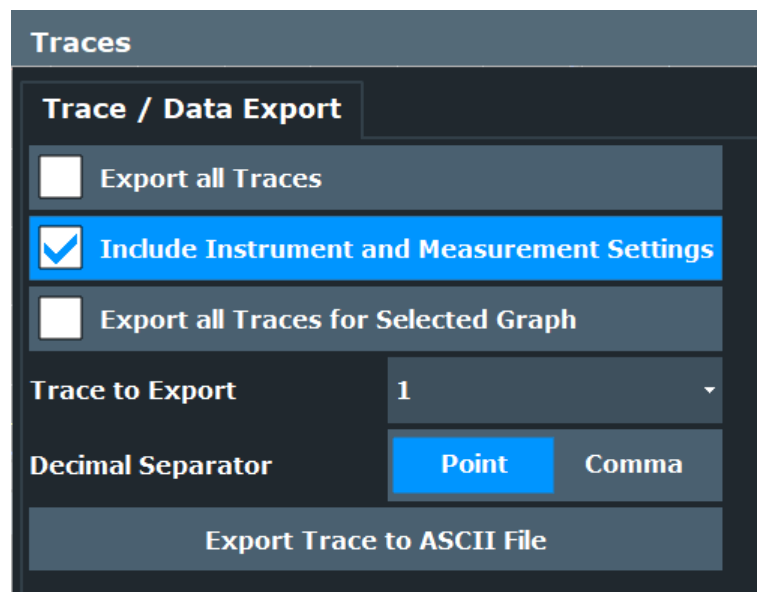 Traces
Trace / Data Export
Export all Traces
Include Instrument and Measurement Settings
Export all Traces for Selected Graph
Trace to Export 1
Decimal Separator Point Comma
Export Trace to ASCII File